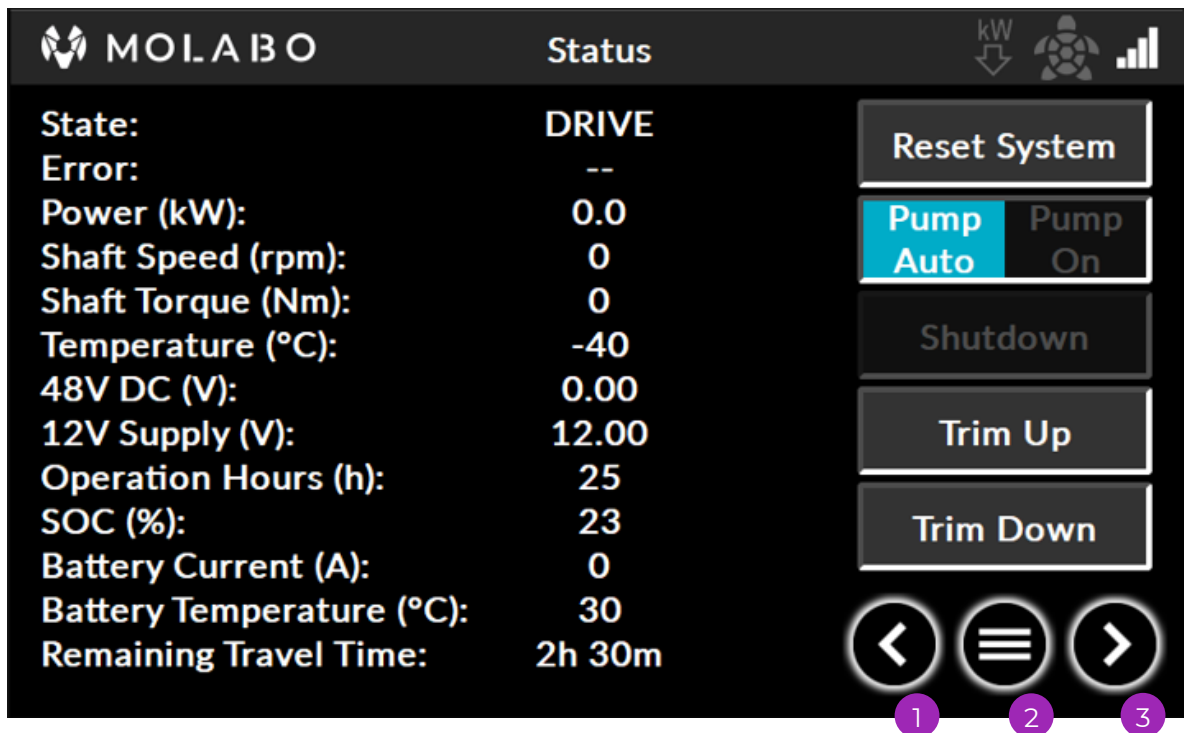 MOLABO
Status
kW
State: DRIVE
Error: --
Power (kW): 0.0
Shaft Speed (rpm): 0
Shaft Torque (Nm): 0
Temperature (°C): -40
48V DC (V): 0.00
12V Supply (V): 12.00
Operation Hours (h): 25
SOC (%): 23
Battery Current (A): 0
Battery Temperature (°C): 30
Remaining Travel Time: 2h 30m
Reset System
Pump Auto
Pump On
Shutdown
Trim Up
Trim Down
1 2 3